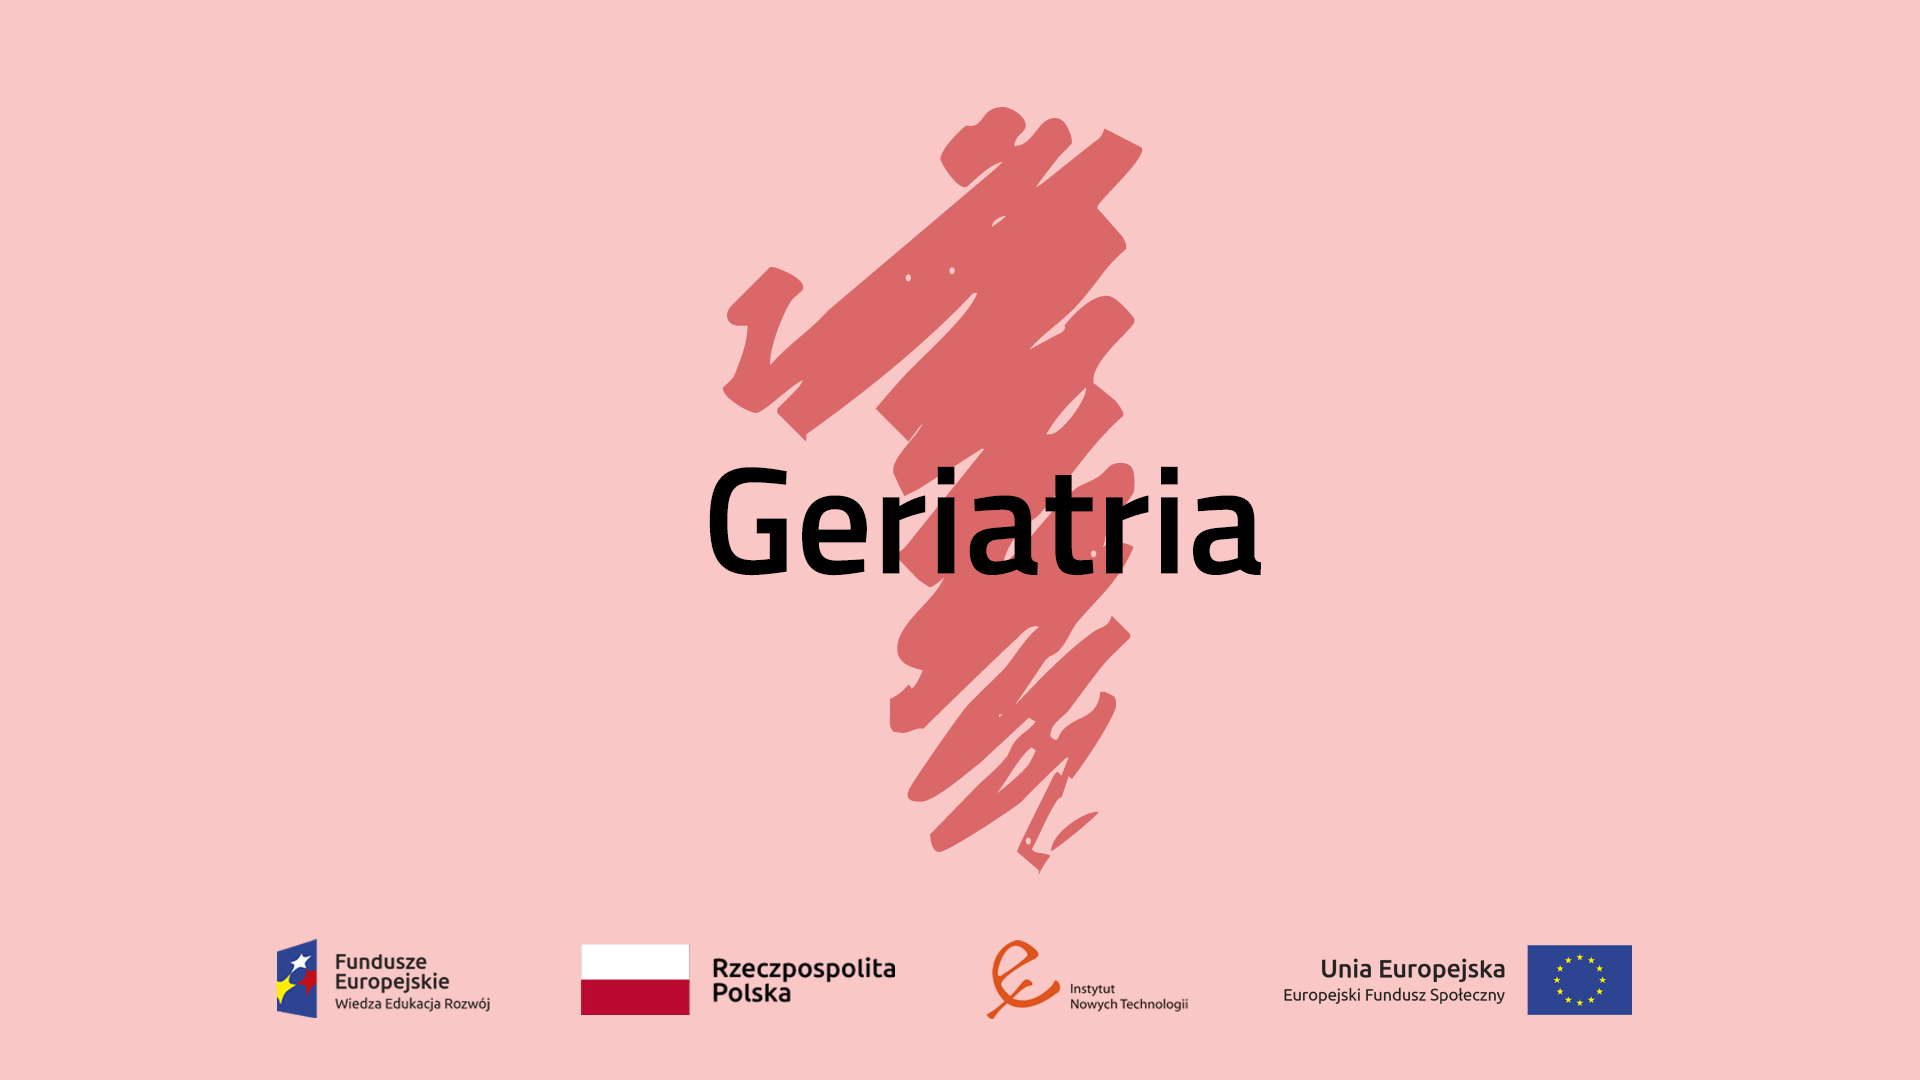 Geriatria
Fundusze
Europejskie
Wiedza Edukacja Rozwój
Rzeczpospolita
Polska
Instytut
Nowych Technologii
Unia Europejska
Europejski Fundusz Społeczny